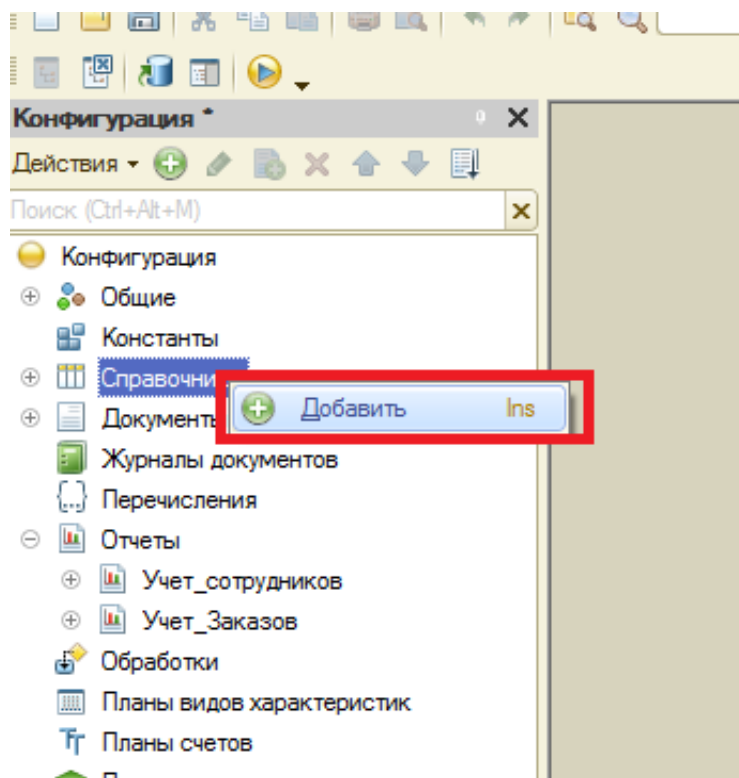 Конфигурация *
Действия
Поиск (Ctrl+Alt+M)
Конфигурация
Общие
Константы
Справочни
Добавить Ins
Документы
Журналы документов
Перечисления
Отчеты
Учет_сотрудников
Учет_Заказов
Обработки
Планы видов характеристик
Планы счетов